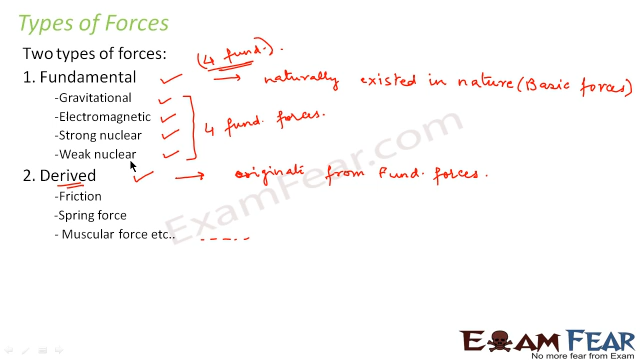 Types of Forces
Two types of forces:
(4 fund.).
1. Fundamental → naturally existed in nature (Basic forces)
-Gravitational
-Electromagnetic
4 fund. forces.
-Strong nuclear
-Weak nuclear
2. Derived → originati from Fund. forces.
-Friction
-Spring force
- Muscular force etc..
ExamFear.com
EXAM FEAR
No more fear from Exam